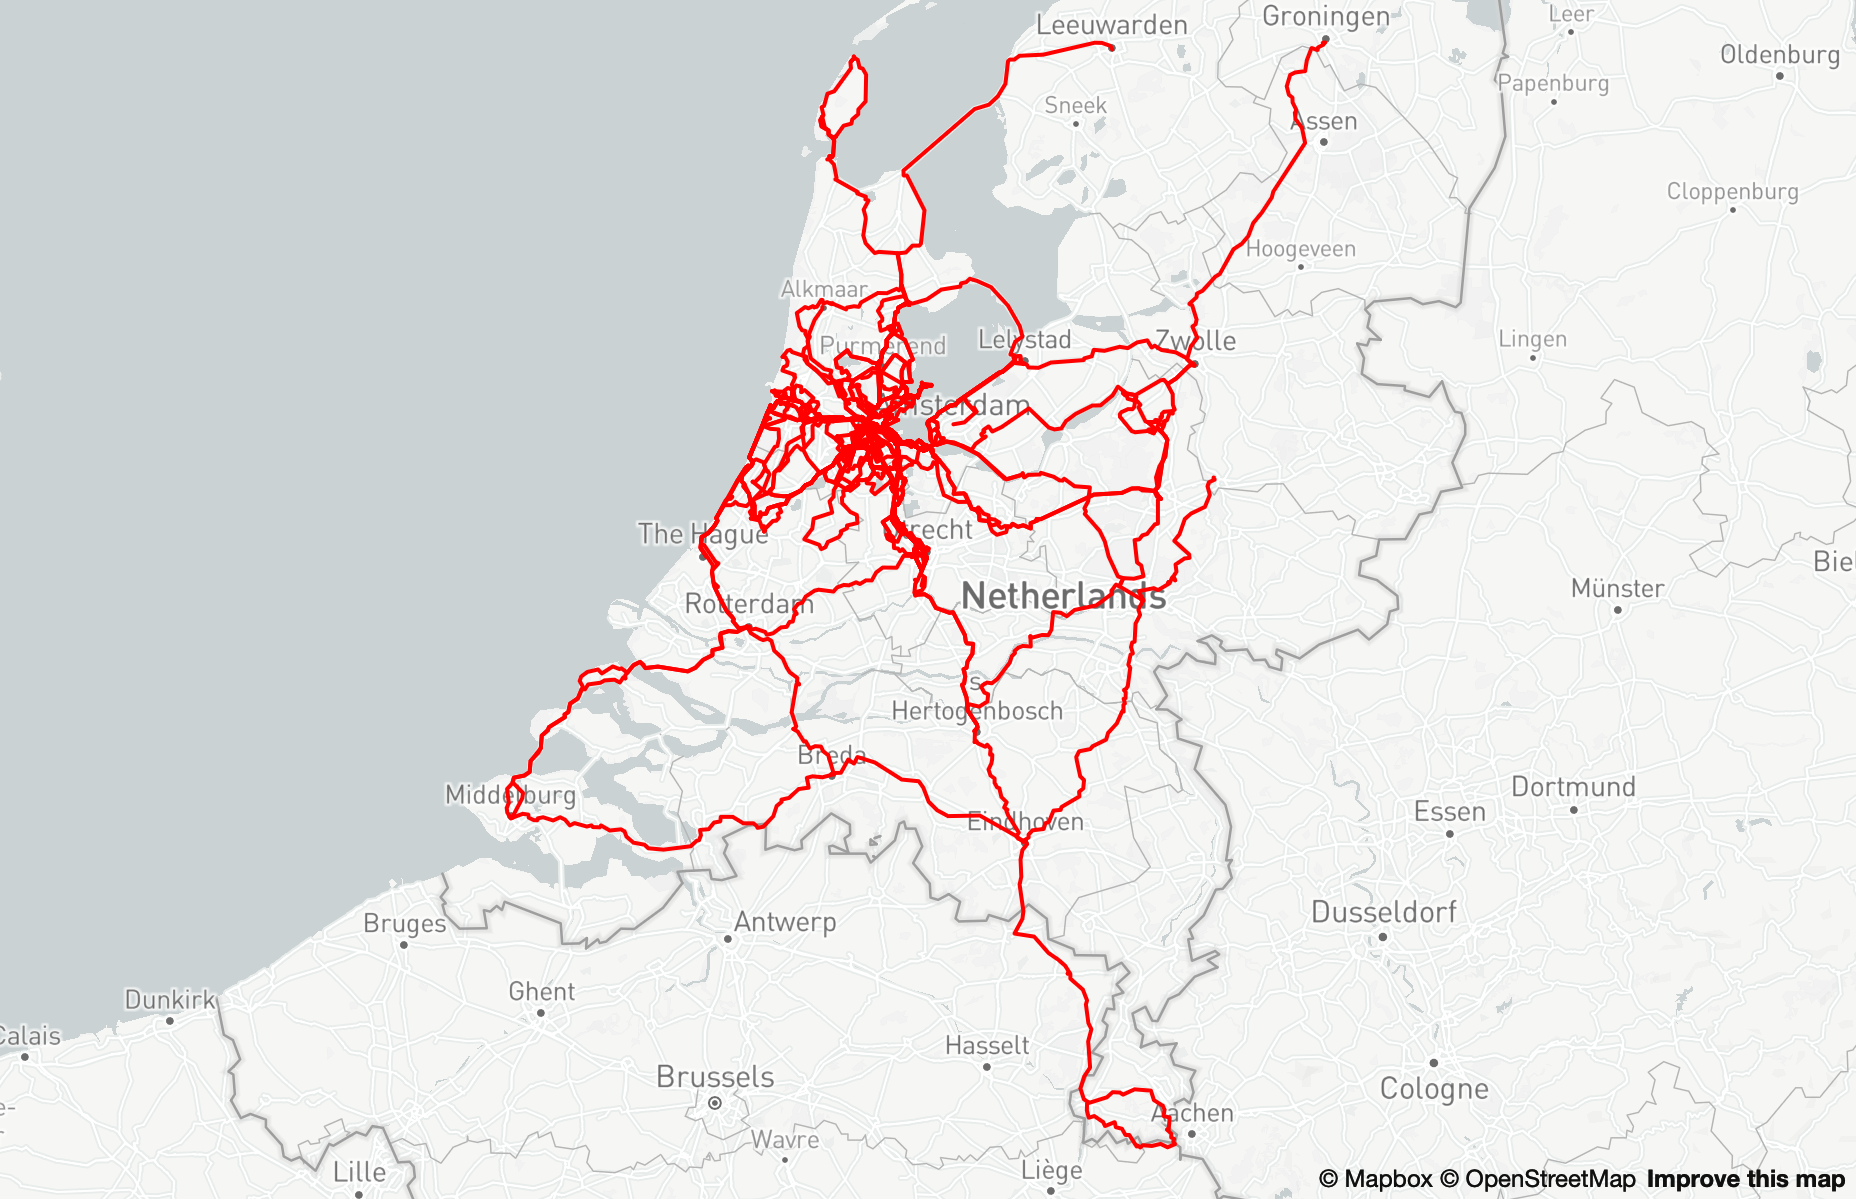 Leeuwarden
Groningen
Leer
Oldenburg
Papenburg
Sneek
Assen
Cloppenburg
Hoogeveen
Alkmaar
Purmerend
Lelystad
Zwolle
Lingen
Amsterdam
The Hague
trecht
Netherlands
Rotterdam
Münster
Biel
s
Hertogenbosch
Breda
Middelburg
Eindhoven
Dortmund
Essen
Dusseldorf
Bruges
Antwerp
Dunkirk
Ghent
Calais
Hasselt
Brussels
Cologne
Aachen
Wavre
Lille
Liège
© Mapbox © OpenStreetMap Improve this map